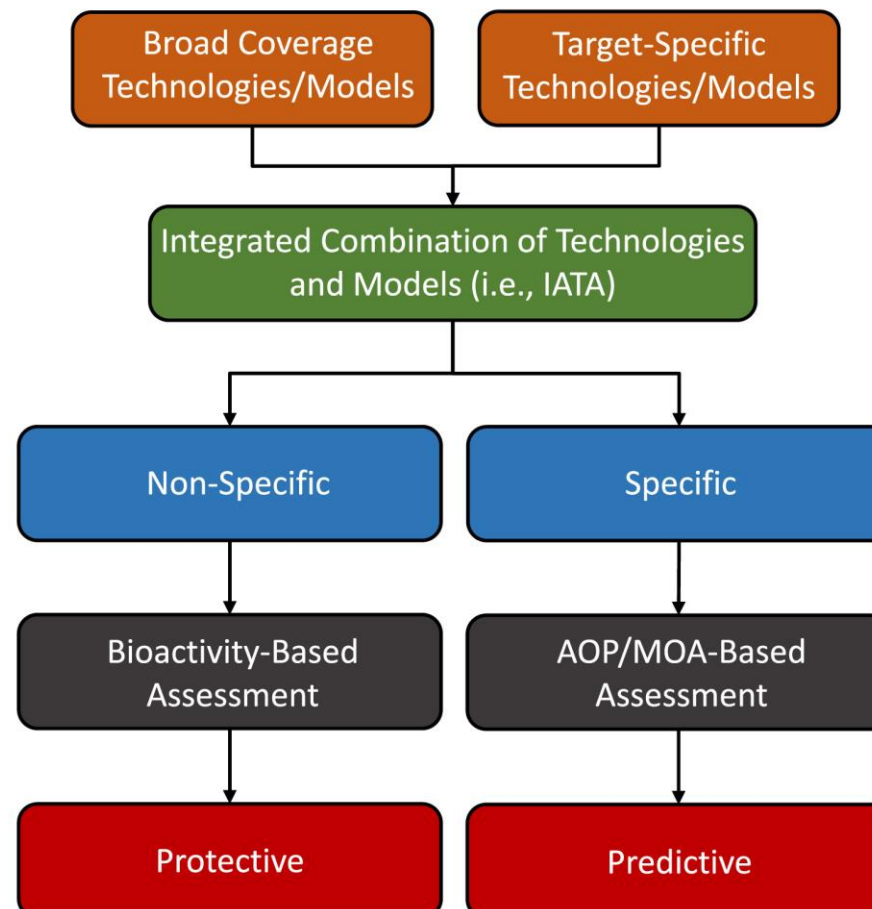 Broad Coverage
Technologies/Models
Target-Specific
Technologies/Models
Integrated Combination of Technologies
and Models (i.e., IATA)
Non-Specific
Specific
Bioactivity-Based
Assessment
AOP/MOA-Based
Assessment
Protective
Predictive